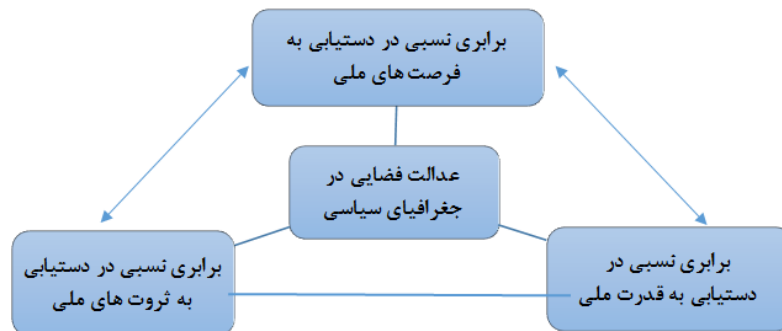 برابری نسبی در دستیابی به
فرصت های ملی
عدالت فضایی در
جغرافیای سیاسی
برابری نسبی در
دستیابی به قدرت ملی
برابری نسبی در دستیابی
به ثروت های ملی